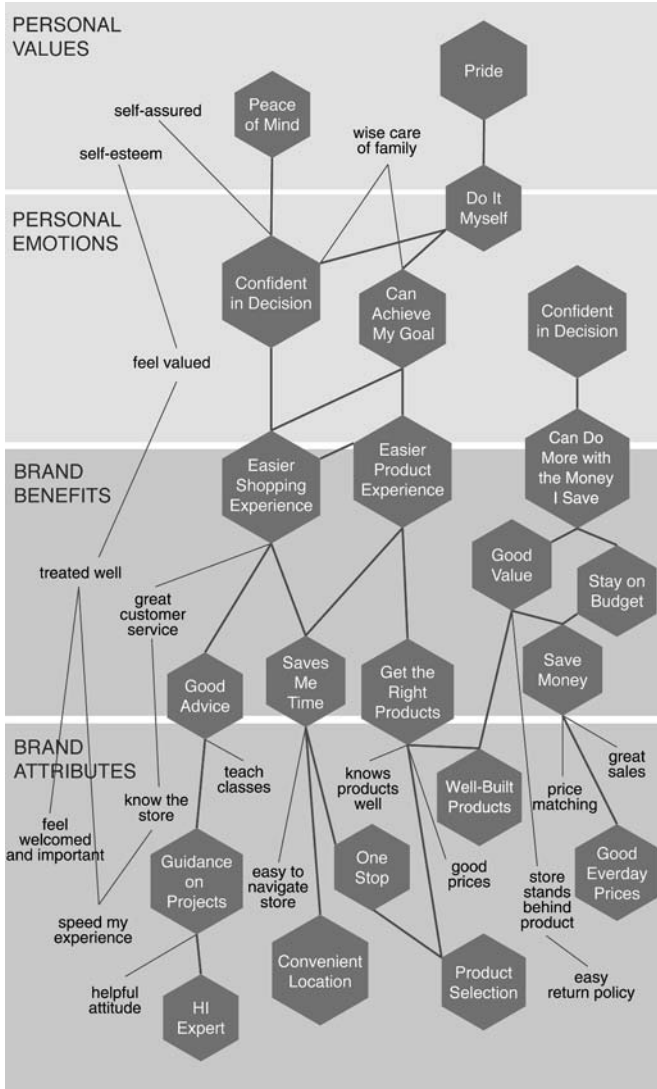 PERSONAL
VALUES
Pride
Peace
of Mind
self-assured
wise care
of family
self-esteem
Do It
Myself
PERSONAL
EMOTIONS
Confident
in Decision
Can
Achieve
My Goal
Confident
in Decision
feel valued
BRAND
BENEFITS
Easier
Shopping
Experience
Easier
Product
Experience
Can Do
More with
the Money
I Save
Good
Value
Stay on
Budget
treated well
great
customer
service
Good
Advice
Saves
Me
Time
Get the
Right
Products
Save
Money
BRAND
ATTRIBUTES
teach
classes
knows
products
well
Well-Built
Products
price
matching
great
sales
know the
store
feel
welcomed
and important
Guidance
on
Projects
easy to
navigate
store
One
Stop
good
prices
store
stands
behind
product
Good
Everday
Prices
speed my
experience
helpful
attitude
HI
Expert
Convenient
Location
Product
Selection
easy
return policy